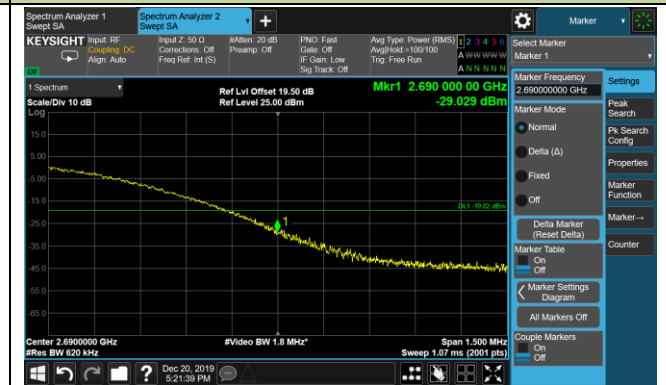 Spectrum Analyzer 1
Swept SA
Spectrum Analyzer 2
Swept SA
Marker
KEYSIGHT
Input: RF
Coupling: DC
Align: Auto
Input Z: 50 Ω
Corrections: Off
Freq Ref: Int (S)
#Atten: 20 dB
Preamp: Off
PNO: Fast
Gate: Off
IF Gain: Low
Sig Track: Off
Avg Type: Power (RMS)
Avg|Hold >100/100
Trig: Free Run
1 2 3 4 5 6
A W W W W W
A N N N N N
LW
1 Spectrum
Scale/Div 10 dB
Log
Ref Lvl Offset 19.50 dB
Ref Level 25.00 dBm
Mkr1 2.690 000 00 GHz
-29.029 dBm
15.0
5.00
-5.00
-15.0
-25.0
-35.0
-45.0
-55.0
-65.0
DL1 -19.02 dBm
1
Center 2.6900000 GHz
#Res BW 620 kHz
#Video BW 1.8 MHz*
Span 1.500 MHz
Sweep 1.07 ms (2001 pts)
Select Marker
Marker 1
Marker Frequency
2.690000000 GHz
Marker Mode
Normal
Delta (Δ)
Fixed
Off
Delta Marker
(Reset Delta)
Marker Table
On
Off
Marker Settings
Diagram
All Markers Off
Couple Markers
On
Off
Settings
Peak
Search
Pk Search
Config
Properties
Marker
Function
Marker→
Counter
Dec 20, 2019
5:21:39 PM